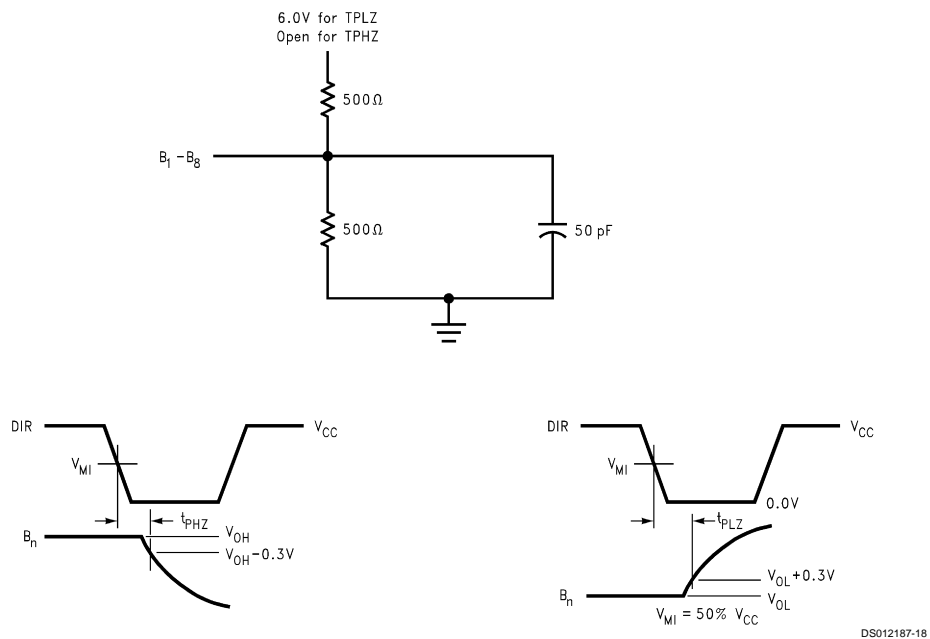 6.0V for TPLZ
Open for TPHZ
500Ω
B1 –B8
500Ω
50 pF
DIR
VCC
VMI
tPHZ
Bn
VOH
VOH–0.3V
DIR
VCC
VMI
0.0V
tPLZ
VOL+0.3V
Bn
VOL
VMI = 50% VCC
DS012187-18